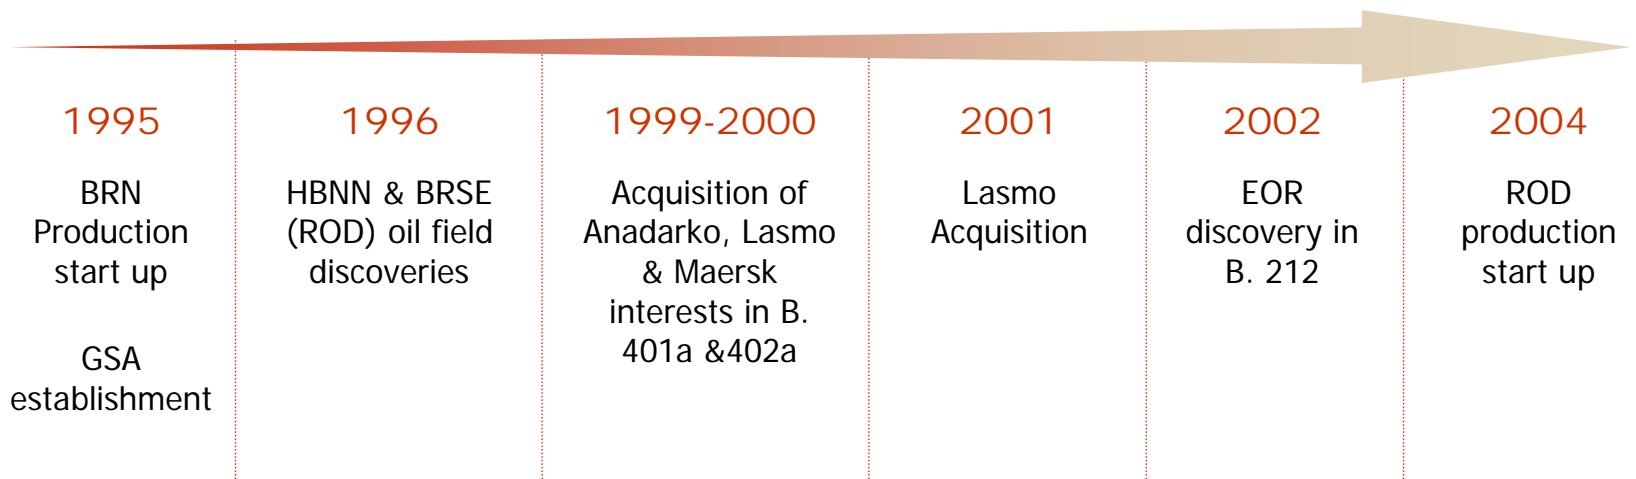 1995
BRN
Production
start up
GSA
establishment
1996
HBNN & BRSE
(ROD) oil field
discoveries
1999-2000
Acquisition of
Anadarko, Lasmo
& Maersk
interests in B.
401a &402a
2001
Lasmo
Acquisition
2002
EOR
discovery in
B. 212
2004
ROD
production
start up